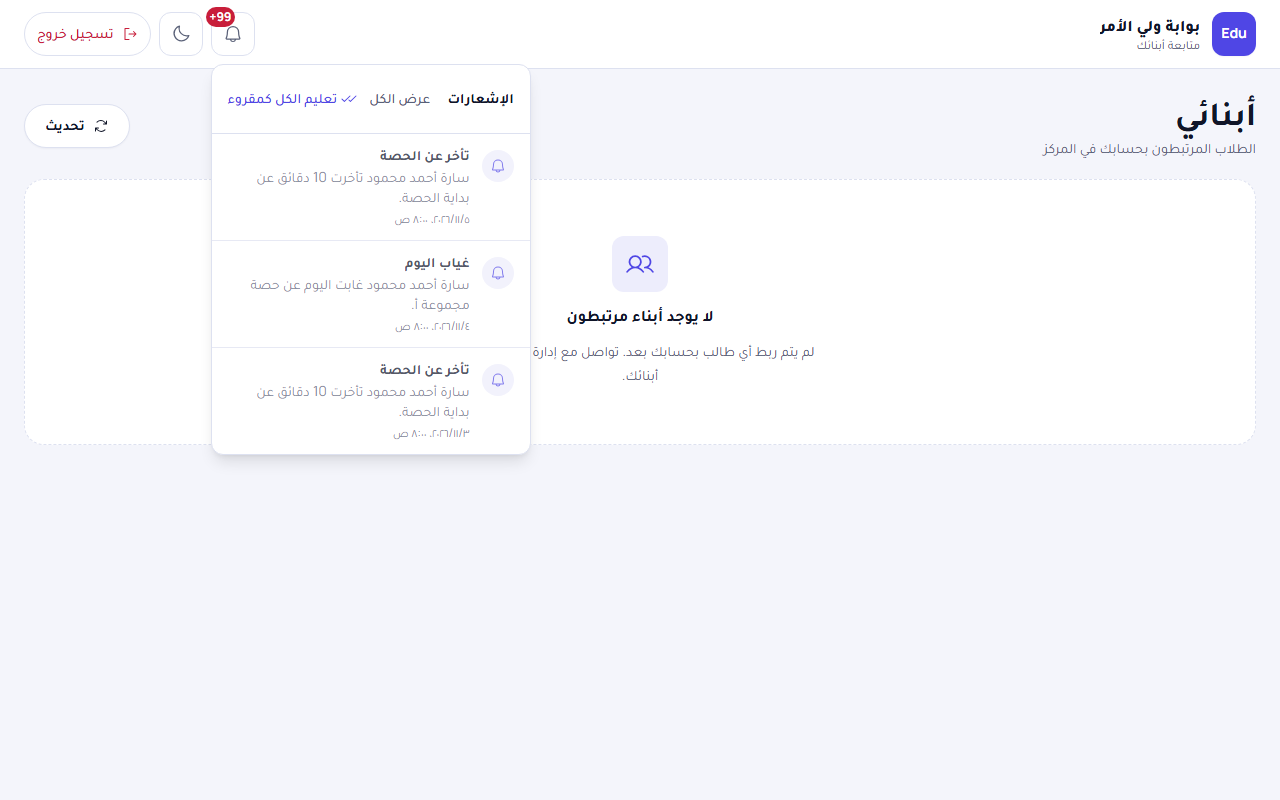 Edu
بوابة ولي الأمر
متابعة أبنائك
99+
تسجيل خروج
أبنائي
الطلاب المرتبطون بحسابك في المركز
تحديث
الإشعارات
عرض الكل
تعليم الكل كمقروء
تأخر عن الحصة
سارة أحمد محمود تأخرت 10 دقائق عن
بداية الحصة.
٢٠٢٦/١١/٥، ٨:٠٠ ص
غياب اليوم
سارة أحمد محمود غابت اليوم عن حصة
مجموعة أ.
٢٠٢٦/١١/٤، ٨:٠٠ ص
تأخر عن الحصة
سارة أحمد محمود تأخرت 10 دقائق عن
بداية الحصة.
٢٠٢٦/١١/٣، ٨:٠٠ ص
لا يوجد أبناء مرتبطون
لم يتم ربط أي طالب بحسابك بعد. تواصل مع إدارة
أبنائك.